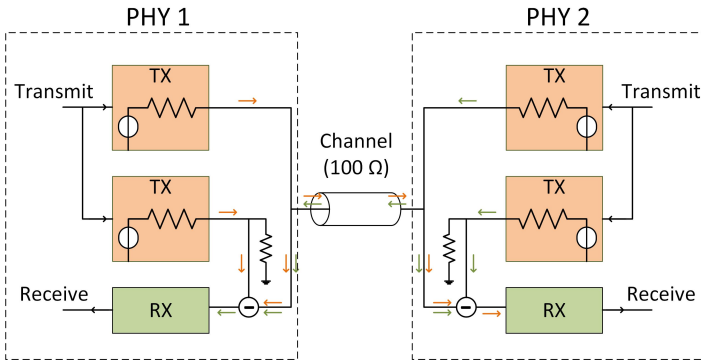 PHY 1
PHY 2
TX
TX
Transmit
Transmit
Channel
(100 Ω)
TX
TX
Receive
RX
RX
Receive